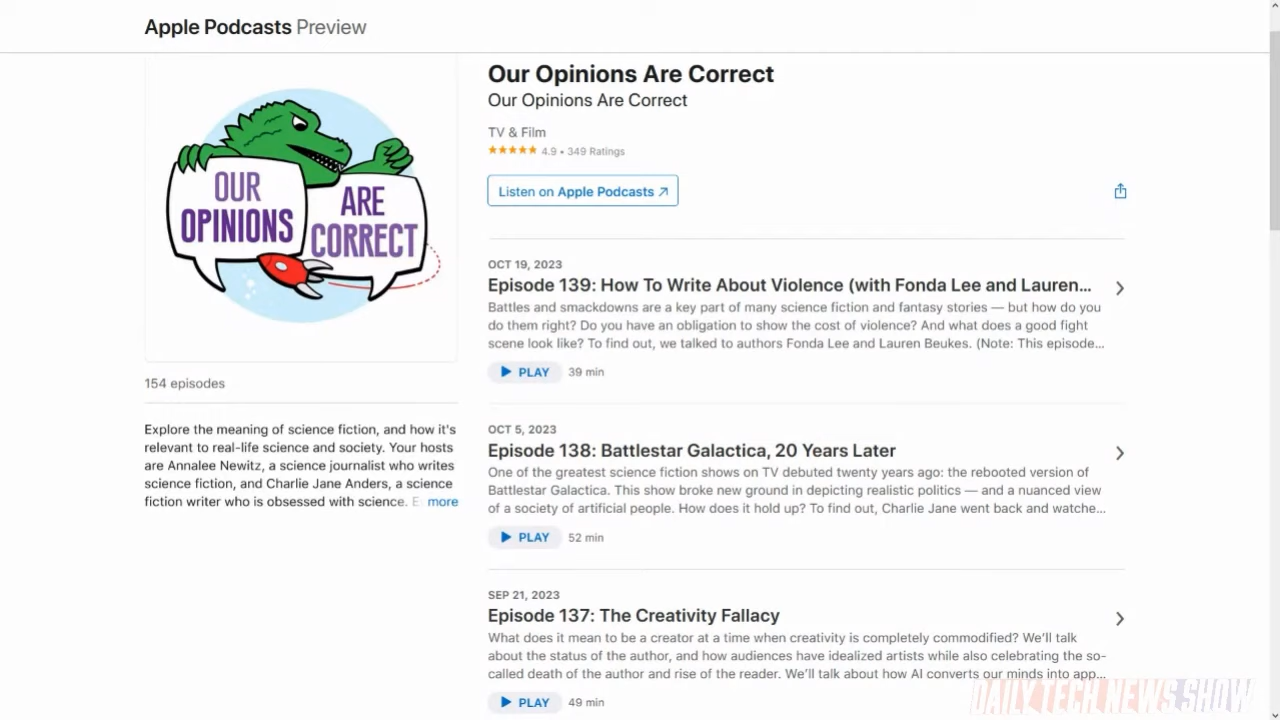 Apple Podcasts Preview
OUR
OPINIONS
ARE
CORRECT
154 episodes
Explore the meaning of science fiction, and how it's
relevant to real-life science and society. Your hosts
are Annalee Newitz, a science journalist who writes
science fiction, and Charlie Jane Anders, a science
fiction writer who is obsessed with science. E more
Our Opinions Are Correct
Our Opinions Are Correct
TV & Film
★★★★★ 4.9 • 349 Ratings
Listen on Apple Podcasts ↗
OCT 19, 2023
Episode 139: How To Write About Violence (with Fonda Lee and Lauren...
Battles and smackdowns are a key part of many science fiction and fantasy stories — but how do you
do them right? Do you have an obligation to show the cost of violence? And what does a good fight
scene look like? To find out, we talked to authors Fonda Lee and Lauren Beukes. (Note: This episode...
PLAY 39 min
OCT 5, 2023
Episode 138: Battlestar Galactica, 20 Years Later
One of the greatest science fiction shows on TV debuted twenty years ago: the rebooted version of
Battlestar Galactica. This show broke new ground in depicting realistic politics — and a nuanced view
of a society of artificial people. How does it hold up? To find out, Charlie Jane went back and watche...
PLAY 52 min
SEP 21, 2023
Episode 137: The Creativity Fallacy
What does it mean to be a creator at a time when creativity is completely commodified? We'll talk
about the status of the author, and how audiences have idealized artists while also celebrating the so-
called death of the author and rise of the reader. We'll talk about how AI converts our minds into app...
PLAY 49 min
DAILY TECH NEWS SHOW